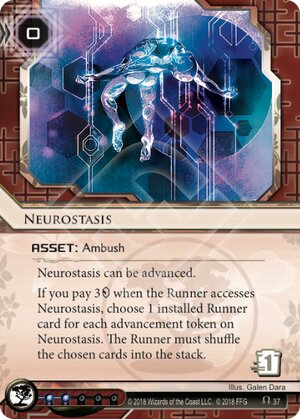 0
NEUROSTASIS
ASSET: Ambush
Neurostasis can be advanced.
If you pay 3 when the Runner accesses
Neurostasis, choose 1 installed Runner
card for each advancement token on
Neurostasis. The Runner must shuffle
the chosen cards into the stack.
1
Illus. Galen Dara
© 2018 Wizards of the Coast LLC. © 2018 FFG 37